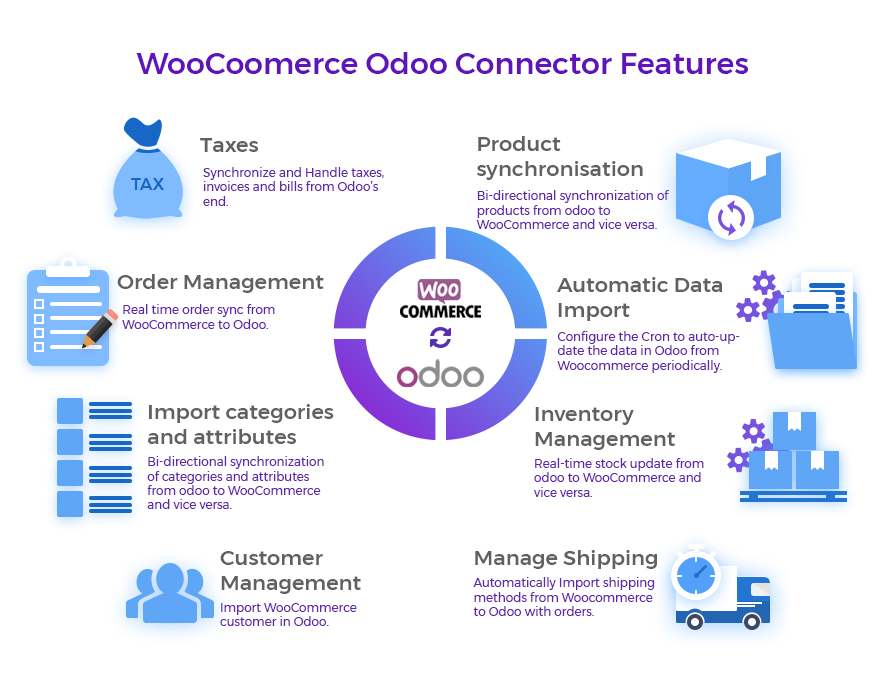 WooCoomerce Odoo Connector Features
TAX
Taxes
Synchronize and Handle taxes,
invoices and bills from Odoo's
end.
Product
synchronisation
Bi-directional synchronization of
products from odoo to
WooCommerce and vice versa.
Order Management
Real time order sync from
WooCommerce to Odoo.
WOO
COMMERCE
odoo
Automatic Data
Import
Configure the Cron to auto-up-
date the data in Odoo from
Woocommerce periodically.
Import categories
and attributes
Bi-directional synchronization
of categories and attributes
from odoo to WooCommerce
and vice versa.
Inventory
Management
Real-time stock update from
odoo to WooCommerce and
vice versa.
Customer
Management
Import WooCommerce
customer in Odoo.
Manage Shipping
Automatically Import shipping
methods from Woocommerce
to Odoo with orders.